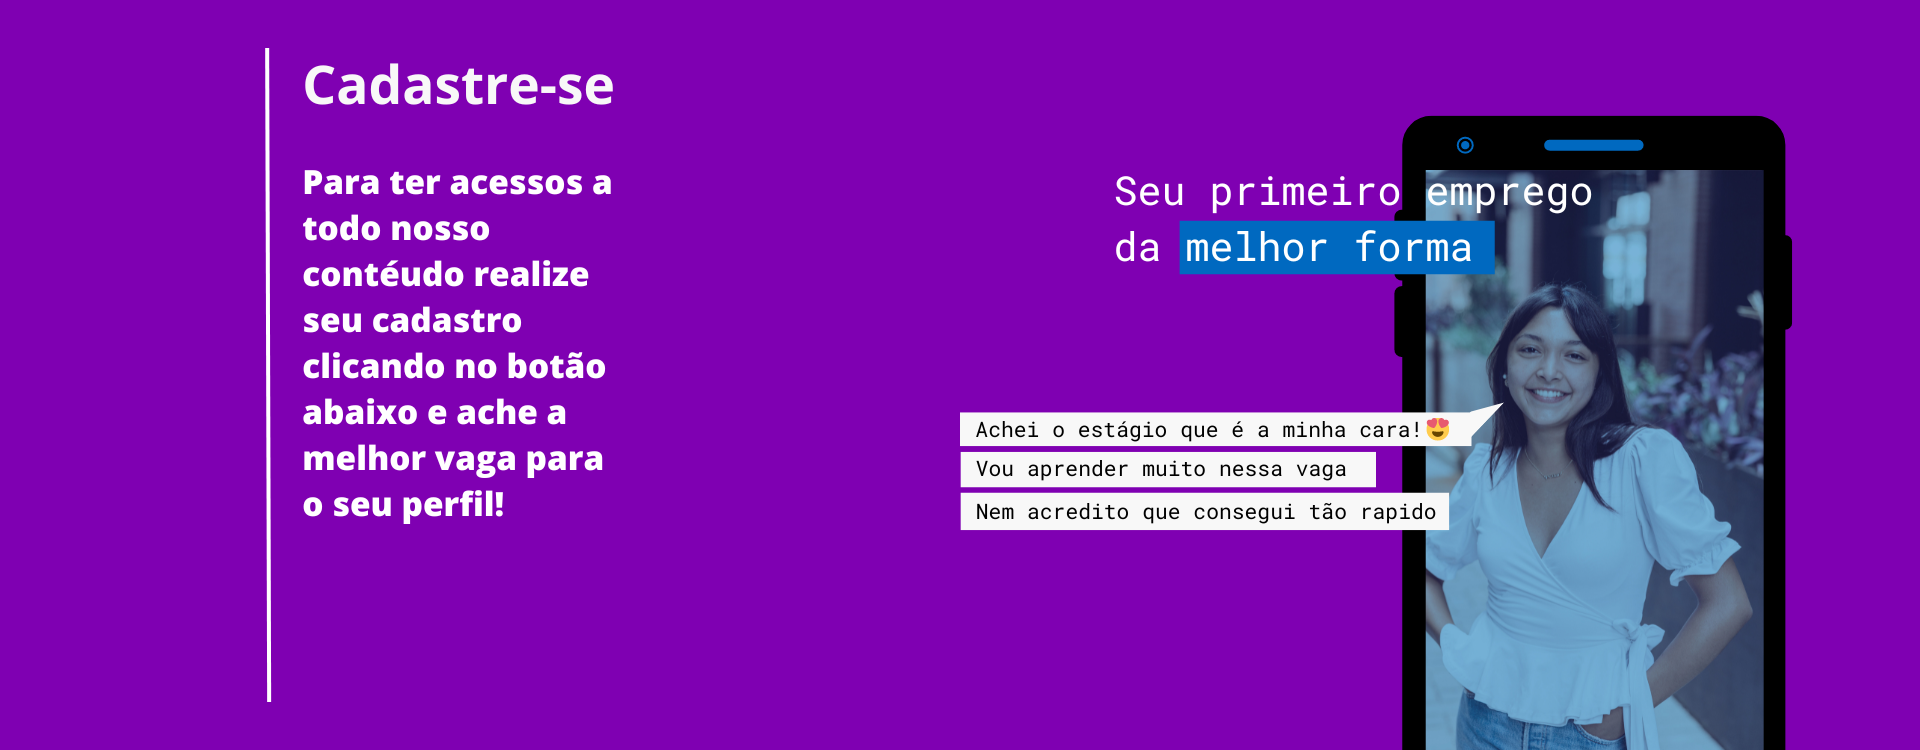 Cadastre-se
Para ter acessos a
todo nosso
contéudo realize
seu cadastro
clicando no botão
abaixo e ache a
melhor vaga para
o seu perfil!
Seu primeiro emprego
da melhor forma
Achei o estágio que é a minha cara!😍
Vou aprender muito nessa vaga
Nem acredito que consegui tão rapido